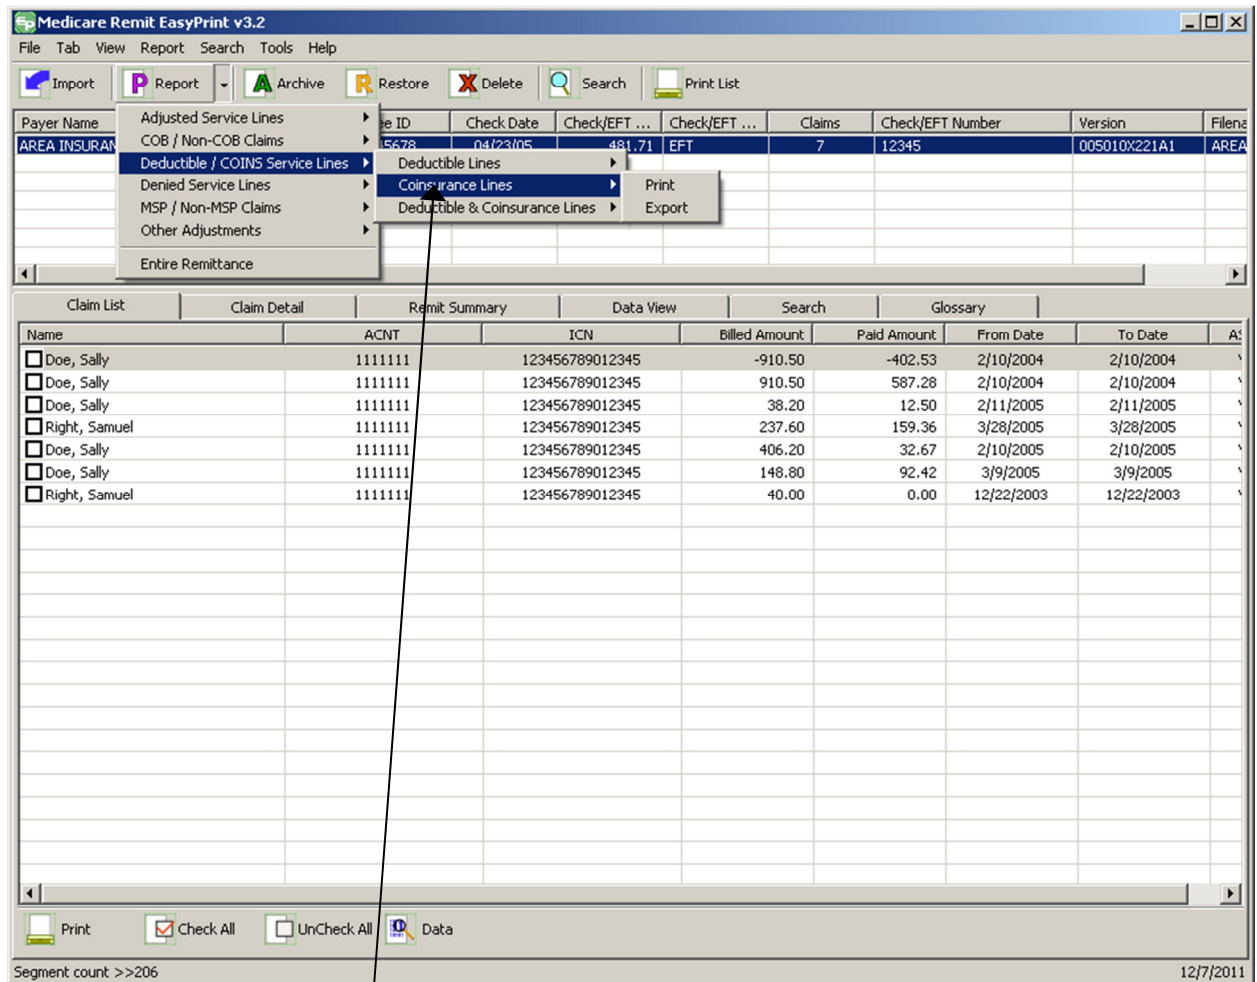 Medicare Remit EasyPrint v3.2
File Tab View Report Search Tools Help
Import Report Archive Restore Delete Search Print List
Payer Name ee ID Check Date Check/EFT ... Check/EFT ... Claims Check/EFT Number Version Filena
AREA INSURAN 45678 04/23/05 481.71 EFT 7 12345 005010X221A1 AREA
Adjusted Service Lines
COB / Non-COB Claims
Deductible / COINS Service Lines
Denied Service Lines
MSP / Non-MSP Claims
Other Adjustments
Entire Remittance
Deductible Lines
Coinsurance Lines
Deductible & Coinsurance Lines
Print
Export
Claim List Claim Detail Remit Summary Data View Search Glossary
Name ACNT ICN Billed Amount Paid Amount From Date To Date
Doe, Sally 1111111 123456789012345 -910.50 -402.53 2/10/2004 2/10/2004
Doe, Sally 1111111 123456789012345 910.50 587.28 2/10/2004 2/10/2004
Doe, Sally 1111111 123456789012345 38.20 12.50 2/11/2005 2/11/2005
Right, Samuel 1111111 123456789012345 237.60 159.36 3/28/2005 3/28/2005
Doe, Sally 1111111 123456789012345 406.20 32.67 2/10/2005 2/10/2005
Doe, Sally 1111111 123456789012345 148.80 92.42 3/9/2005 3/9/2005
Right, Samuel 1111111 123456789012345 40.00 0.00 12/22/2003 12/22/2003
Print Check All UnCheck All Data
Segment count >>206 12/7/2011